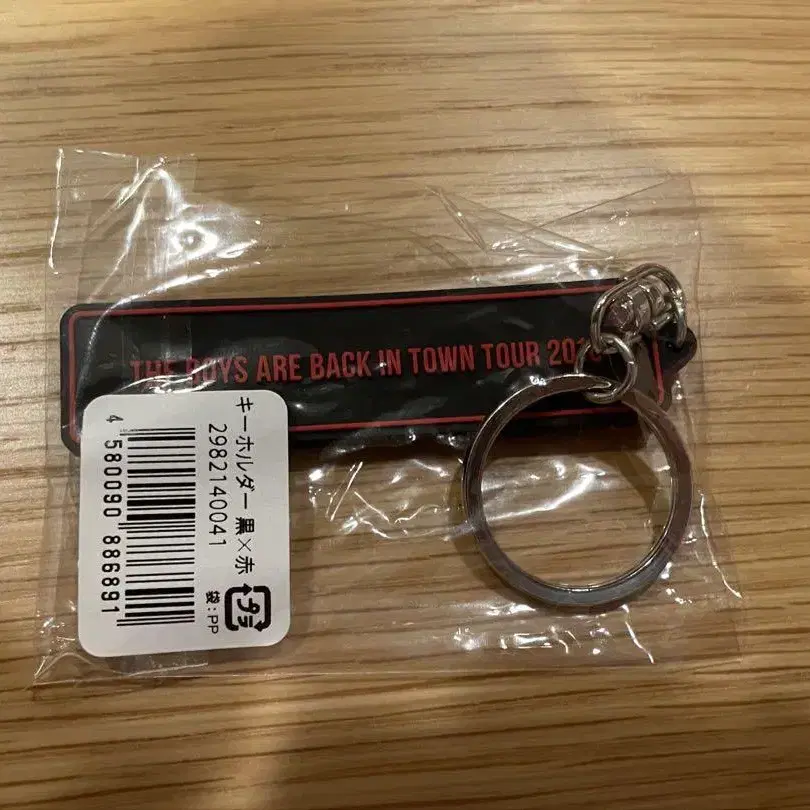 THE BOYS ARE BACK IN TOWN TOUR
キーホルダー 黒×赤
2982140041
4 580090 886891
プラ
袋:PP